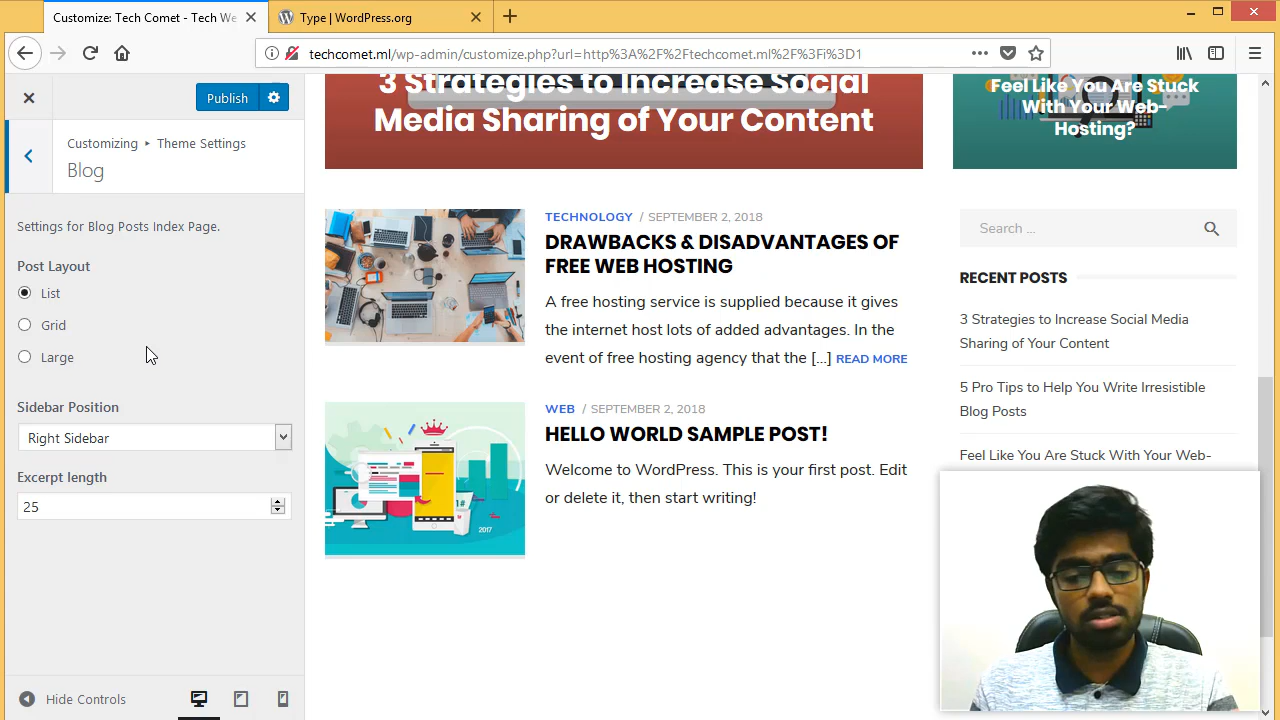 Customize: Tech Comet - Tech We
Type | WordPress.org
techcomet.ml/wp-admin/customize.php?url=http%3A%2F%2Ftechcomet.ml%2F%3Fi%3D1
Publish
Customizing ▸ Theme Settings
Blog
Settings for Blog Posts Index Page.
Post Layout
List
Grid
Large
Sidebar Position
Right Sidebar
Excerpt length
25
Hide Controls
3 Strategies to Increase Social
Media Sharing of Your Content
Feel Like You Are Stuck
With Your Web-
Hosting?
TECHNOLOGY / SEPTEMBER 2, 2018
DRAWBACKS & DISADVANTAGES OF
FREE WEB HOSTING
A free hosting service is supplied because it gives
the internet host lots of added advantages. In the
event of free hosting agency that the [...] READ MORE
WEB / SEPTEMBER 2, 2018
HELLO WORLD SAMPLE POST!
Welcome to WordPress. This is your first post. Edit
or delete it, then start writing!
2017
Search ...
RECENT POSTS
3 Strategies to Increase Social Media
Sharing of Your Content
5 Pro Tips to Help You Write Irresistible
Blog Posts
Feel Like You Are Stuck With Your Web-